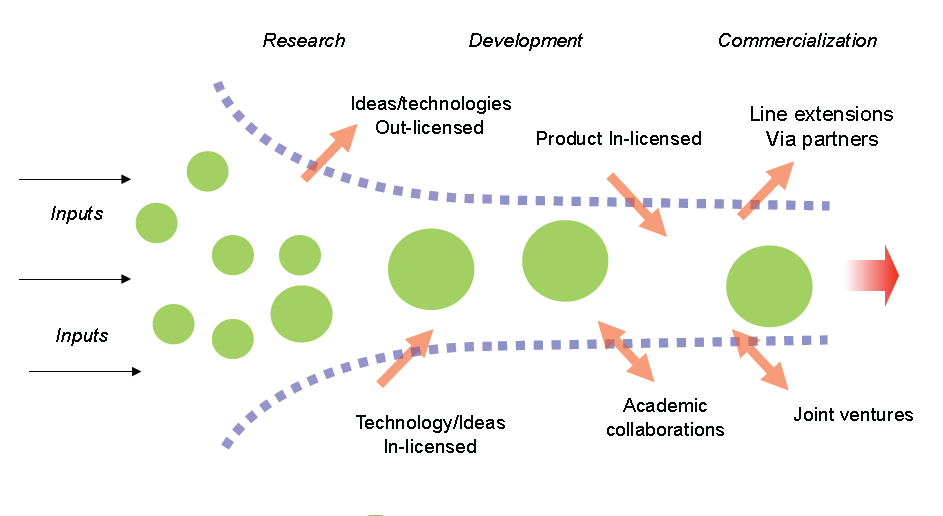 Research
Development
Commercialization
Ideas/technologies
Out-licensed
Product In-licensed
Line extensions
Via partners
Inputs
Inputs
Technology/Ideas
In-licensed
Academic
collaborations
Joint ventures